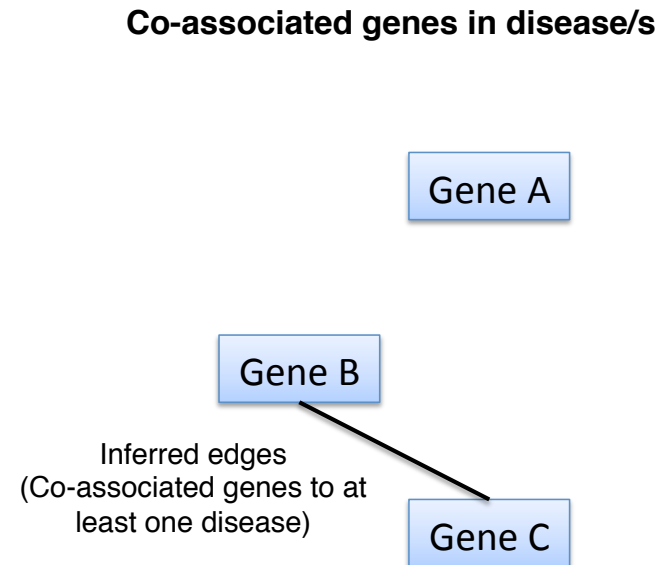 Co-associated genes in disease/s
Gene A
Gene B
Inferred edges
(Co-associated genes to at
least one disease)
Gene C